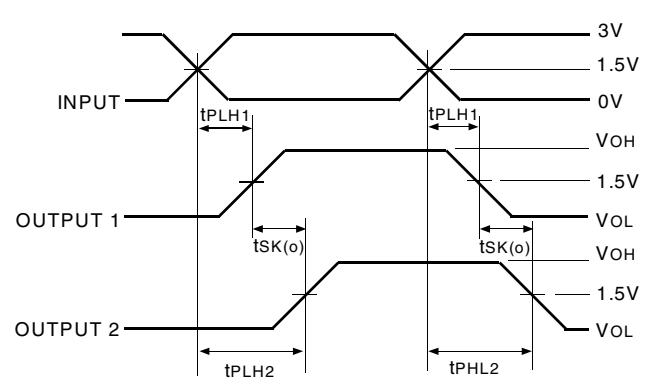 3V
1.5V
INPUT 0V
tPLH1 tPLH1
VOH
1.5V
OUTPUT 1 VOL
tSK(o) tSK(o)
VOH
1.5V
OUTPUT 2 VOL
tPLH2 tPHL2